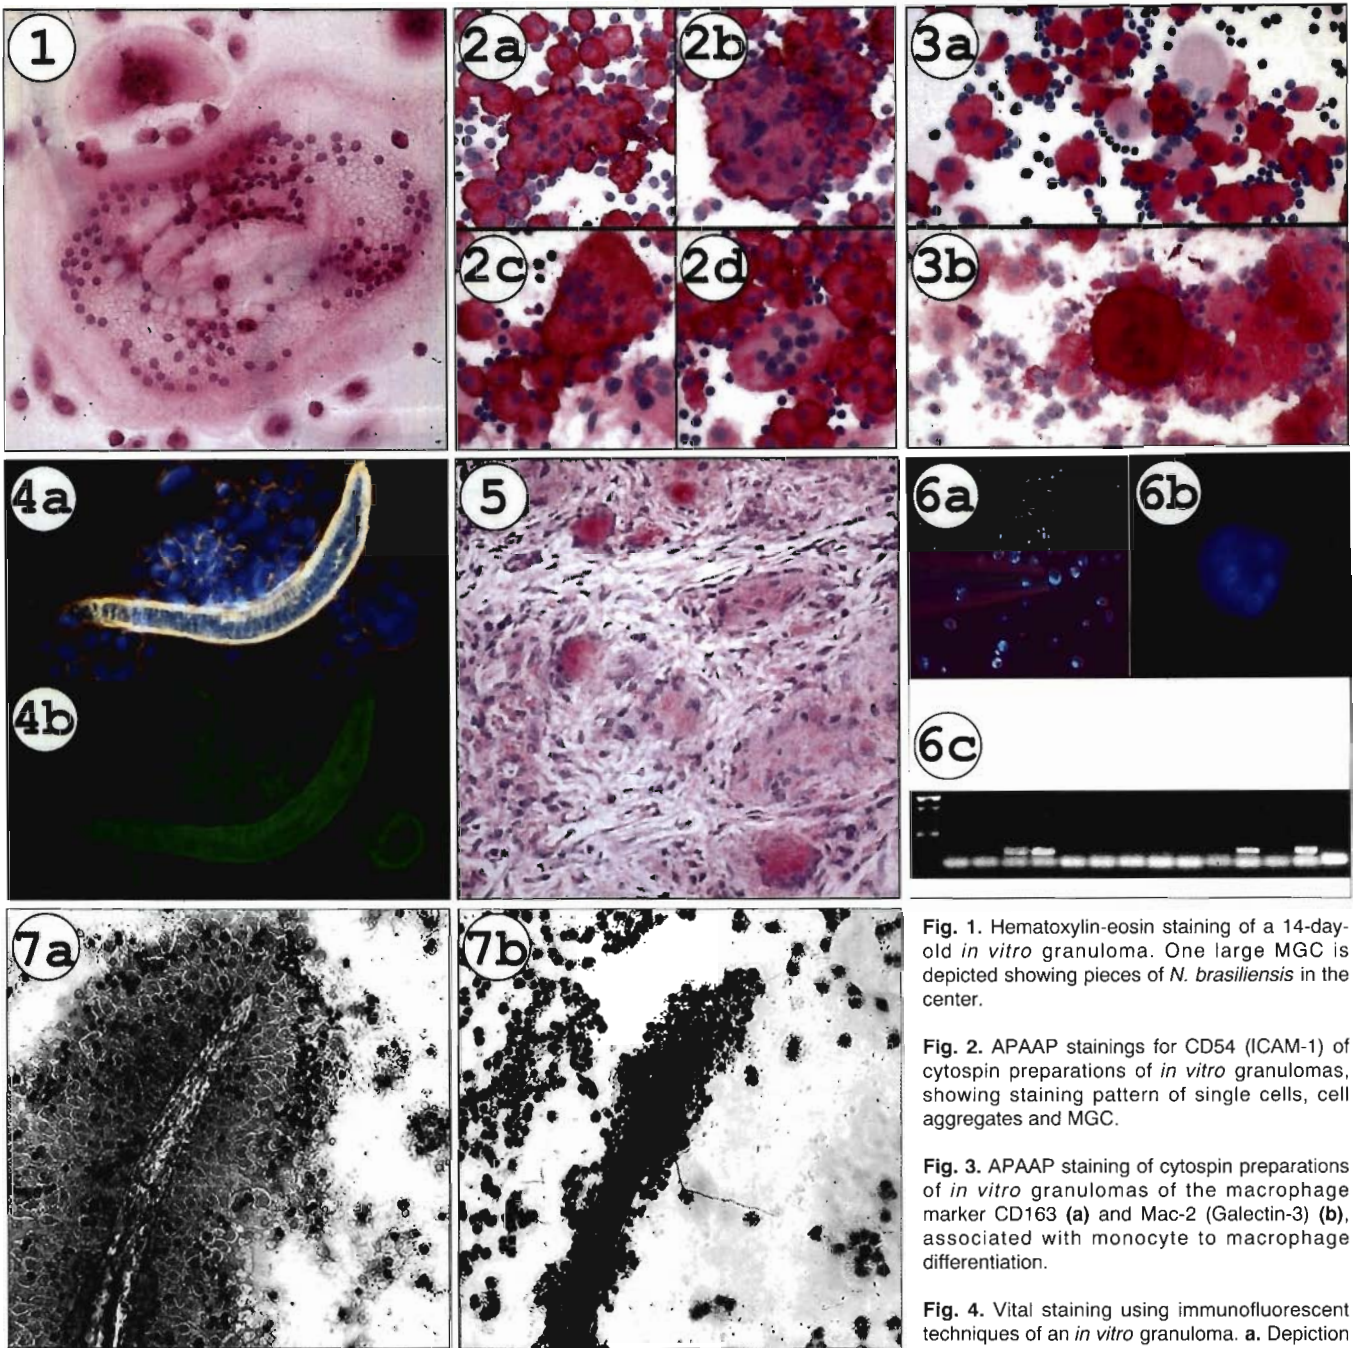 1
2a
2b
3a
2c
2d
3b
4a
5
6a
6b
4b
6c
7a
7b
Fig. 1. Hematoxylin-eosin staining of a 14-day-
old in vitro granuloma. One large MGC is
depicted showing pieces of N. brasiliensis in the
center.
Fig. 2. APAAP stainings for CD54 (ICAM-1) of
cytospin preparations of in vitro granulomas,
showing staining pattern of single cells, cell
aggregates and MGC.
Fig. 3. APAAP staining of cytospin preparations
of in vitro granulomas of the macrophage
marker CD163 (a) and Mac-2 (Galectin-3) (b),
associated with monocyte to macrophage
differentiation.
Fig. 4. Vital staining using immunofluorescent
techniques of an in vitro granuloma. a. Depiction